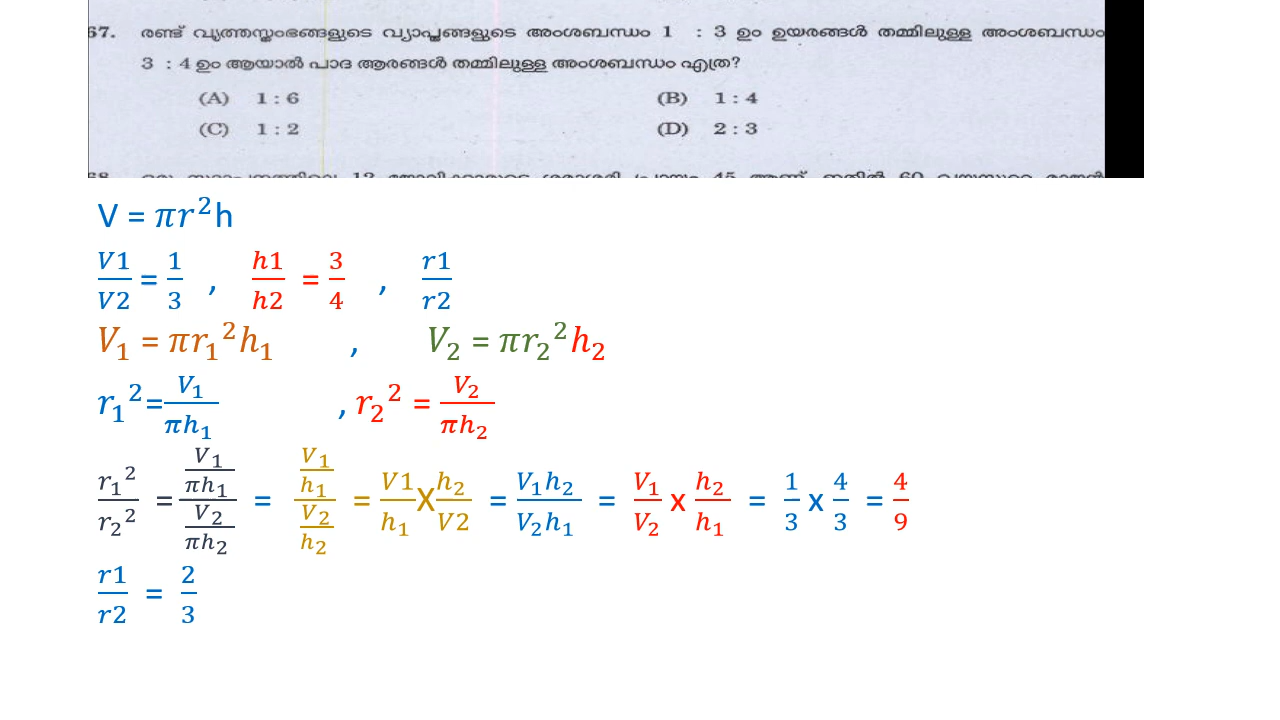 67. രണ്ട് വൃത്തസ്തംഭങ്ങളുടെ വ്യാപ്തങ്ങളുടെ അംശബന്ധം 1 : 3 ഉം ഉയരങ്ങൾ തമ്മിലുള്ള അംശബന്ധം
3 : 4 ഉം ആയാൽ പാദ ആരങ്ങൾ തമ്മിലുള്ള അംശബന്ധം എത്ര?
(A) 1 : 6 (B) 1 : 4
(C) 1 : 2 (D) 2 : 3
V = πr²h
V1/V2 = 1/3 , h1/h2 = 3/4 , r1/r2
V₁ = πr₁²h₁ , V₂ = πr₂²h₂
r₁²=V₁/πh₁ , r₂² = V₂/πh₂
r₁²/r₂² = (V₁/πh₁)/(V₂/πh₂) = (V₁/h₁)/(V₂/h₂) = V1/h₁ X h₂/V2 = V₁h₂/V₂h₁ = V₁/V₂ x h₂/h₁ = 1/3 x 4/3 = 4/9
r1/r2 = 2/3